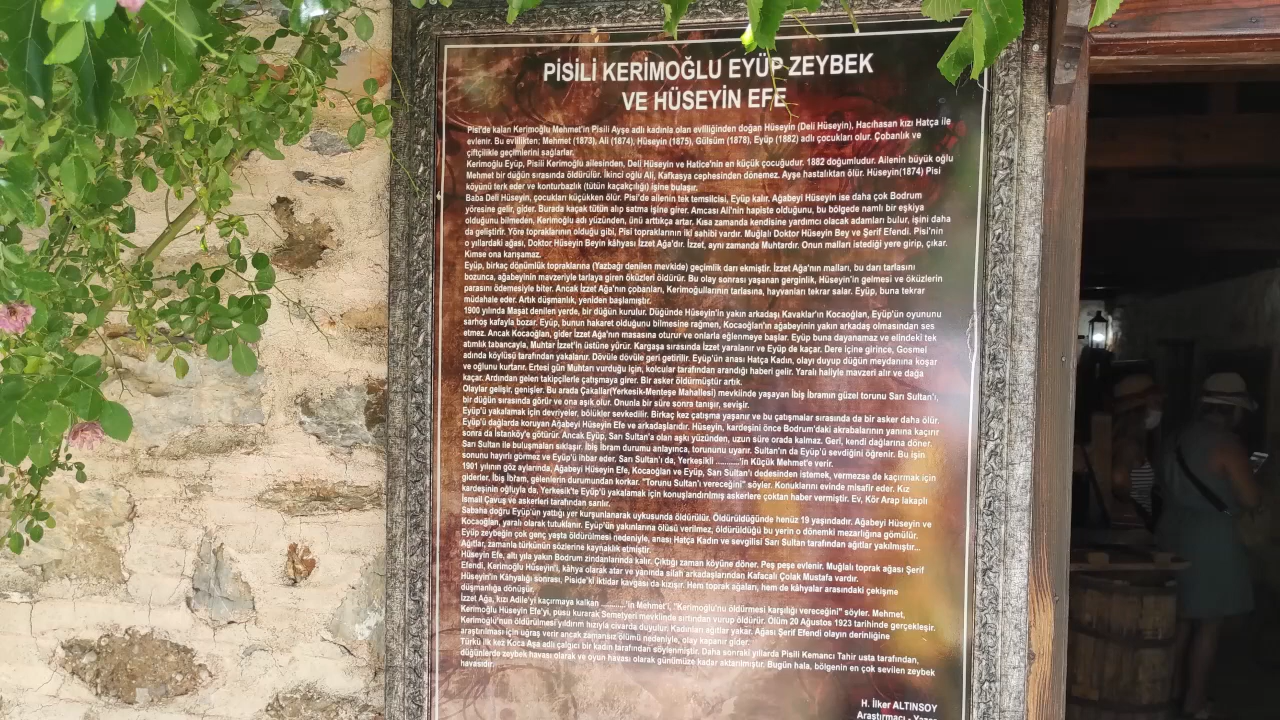 PİSİLİ KERİMOĞLU EYÜP ZEYBEK
VE HÜSEYİN EFE
Pisi'de kalan Kerimoğlu Mehmet'in Pisili Ayşe adlı kadınla olan evliliğinden doğan Hüseyin (Deli Hüseyin), Hacıhasan kızı Hatça ile
evlenir. Bu evlilikten; Mehmet (1873), Ali (1874), Hüseyin (1875), Gülsüm (1878), Eyüp (1882) adlı çocukları olur. Çobanlık ve
çiftçilikle geçimlerini sağlarlar.
Kerimoğlu Eyüp, Pisili Kerimoğlu ailesinden, Deli Hüseyin ve Hatice'nin en küçük çocuğudur. 1882 doğumludur. Ailenin büyük oğlu
Mehmet bir düğün sırasında öldürülür. İkinci oğlu Ali, Kafkasya cephesinden dönemez. Ayşe hastalıktan ölür. Hüseyin(1874) Pisi
köyünü terk eder ve konturbazlık (tütün kaçakçılığı) işine bulaşır.
Baba Deli Hüseyin, çocukları küçükken ölür. Pisi'de ailenin tek temsilcisi, Eyüp kalır. Ağabeyi Hüseyin ise daha çok Bodrum
yöresine gelir, gider. Burada kaçak tütün alıp satma işine girer. Amcası Ali'nin hapiste olduğunu, bu bölgede namlı bir eşkiya
olduğunu bilmeden, Kerimoğlu adı yüzünden, ünü arttıkça artar. Kısa zamanda kendisine yardımcı olacak adamları bulur, işini daha
da geliştirir. Yöre topraklarının olduğu gibi, Pisi topraklarının iki sahibi vardır. Muğlalı Doktor Hüseyin Bey ve Şerif Efendi. Pisi'nin
o yıllardaki ağası, Doktor Hüseyin Beyin kâhyası İzzet Ağa'dır. İzzet, aynı zamanda Muhtardır. Onun malları istediği yere girip, çıkar.
Kimse ona karışamaz.
Eyüp, birkaç dönümlük topraklarına (Yazbağı denilen mevkide) geçimlik darı ekmiştir. İzzet Ağa'nın malları, bu darı tarlasını
bozunca, ağabeyinin mavzeriyle tarlaya giren öküzleri öldürür. Bu olay sonrası yaşanan gerginlik, Hüseyin'in gelmesi ve öküzlerin
parasını ödemesiyle biter. Ancak İzzet Ağa'nın çobanları, Kerimoğullarının tarlasına, hayvanları tekrar salar. Eyüp, buna tekrar
müdahale eder. Artık düşmanlık, yeniden başlamıştır.
1900 yılında Maşat denilen yerde, bir düğün kurulur. Düğünde Hüseyin'in yakın arkadaşı Kavaklar'ın Kocaoğlan, Eyüp'ün oyununu
sarhoş kafayla bozar. Eyüp, bunun hakaret olduğunu bilmesine rağmen, Kocaoğlan'ın ağabeyinin yakın arkadaş olmasından ses
etmez. Ancak Kocaoğlan, gider İzzet Ağa'nın masasına oturur ve onlarla eğlenmeye başlar. Eyüp buna dayanamaz ve elindeki tek
atımlık tabancayla, Muhtar İzzet'in üstüne yürür. Kargaşa sırasında İzzet yaralanır ve Eyüp de kaçar. Dere içine girince, Gosmel
adında köylüsü tarafından yakalanır. Dövüle dövüle geri getirilir. Eyüp'ün anası Hatça Kadın, olayı duyup düğün meydanına koşar
ve oğlunu kurtarır. Ertesi gün Muhtarı vurduğu için, kolcular tarafından arandığı haberi gelir. Yaralı haliyle mavzeri alır ve dağa
kaçar. Ardından gelen takipçilerle çatışmaya girer. Bir asker öldürmüştür artık.
Olaylar gelişir, genişler. Bu arada Çakallar(Yerkesik-Menteşe Mahallesi) mevkiinde yaşayan İbiş İbramın güzel torunu Sarı Sultan'ı,
bir düğün sırasında görür ve ona aşık olur. Onunla bir süre sonra tanışır, sevişir.
Eyüp'ü yakalamak için devriyeler, bölükler sevkedilir. Birkaç kez çatışma yaşanır ve bu çatışmalar sırasında da bir asker daha ölür.
Eyüp'ü dağlarda koruyan Ağabeyi Hüseyin Efe ve arkadaşlarıdır. Hüseyin, kardeşini önce Bodrum'daki akrabalarının yanına kaçırır
sonra da İstanköy'e götürür. Ancak Eyüp, Sarı Sultan'a olan aşkı yüzünden, uzun süre orada kalmaz. Geri, kendi dağlarına döner.
Sarı Sultan ile buluşmaları sıklaşır. İbiş İbram durumu anlayınca, torununu uyarır. Sultan'ın da Eyüp'ü sevdiğini öğrenir. Bu işin
sonunu hayırlı görmez ve Eyüp'ü ihbar eder. Sarı Sultan'ı da, Yerkesikli ............'in Küçük Mehmet'e verir.
1901 yılının göz aylarında, Ağabeyi Hüseyin Efe, Kocaoğlan ve Eyüp, Sarı Sultan'ı dedesinden istemek, vermezse de kaçırmak için
giderler, İbiş İbfam, gelenlerin durumundan korkar. "Torunu Sultan'ı vereceğini" söyler. Konuklarını evinde misafir eder. Kız
kardeşinin oğluyla da, Yerkesik'te Eyüp'ü yakalamak için konuşlandırılmış askerlere çoktan haber vermiştir. Ev, Kör Arap lakaplı
İsmail Çavuş ve askerleri tarafından sarılır.
Sabaha doğru Eyüp'ün yattığı yer kurşunlanarak uykusunda öldürülür. Öldürüldüğünde henüz 19 yaşındadır. Ağabeyi Hüseyin ve
Kocaoğlan, yaralı olarak tutuklanır. Eyüp'ün yakınlarına ölüsü verilmez, öldürüldüğü bu yerin o dönemki mezarlığına gömülür.
Eyüp zeybeğin çok genç yaşta öldürülmesi nedeniyle, anası Hatça Kadın ve sevgilisi Sarı Sultan tarafından ağıtlar yakılmıştır...
Ağıtlar, zamanla türkünün sözlerine kaynaklık etmiştir.
Hüseyin Efe, altı yıla yakın Bodrum zindanlarında kalır. Çıktığı zaman köyüne döner. Peş peşe evlenir. Muğlalı toprak ağası Şerif
Efendi, Kerimoğlu Hüseyin'i, kâhya olarak atar ve yanında silah arkadaşlarından Kafacalı Çolak Mustafa vardır.
Hüseyin'in Kâhyalığı sonrası, Piside'ki iktidar kavgası da kızışır. Hem toprak ağaları, hem de kâhyalar arasındaki çekişme
düşmanlığa dönüşür.
İzzet Ağa, kızı Adile'yi kaçırmaya kalkan ............'in Mehmet'i, "Kerimoğlu'nu öldürmesi karşılığı vereceğini" söyler. Mehmet,
Kerimoğlu Hüseyin Efe'yi, pusu kurarak Semetyeri mevkiinde sırtından vurup öldürür. Ölüm 20 Ağustos 1923 tarihinde gerçekleşir.
Kerimoğlu'nun öldürülmesi yıldırım hızıyla civarda duyulur. Kadınları ağıtlar yakar. Ağası Şerif Efendi olayın derinliğine
araştırılması için uğraş verir ancak zamansız ölümü nedeniyle, olay kapanır gider.
Türkü, ilk kez Koca Aşa adlı çalgıcı bir kadın tarafından söylenmiştir. Daha sonraki yıllarda Pisili Kemancı Tahir usta tarafından,
düğünlerde zeybek havası olarak ve oyun havası olarak günümüze kadar aktarılmıştır. Bugün hala, bölgenin en çok sevilen zeybek
havasıdır.
H. İlker ALTINSOY
Araştırmacı - Yazar